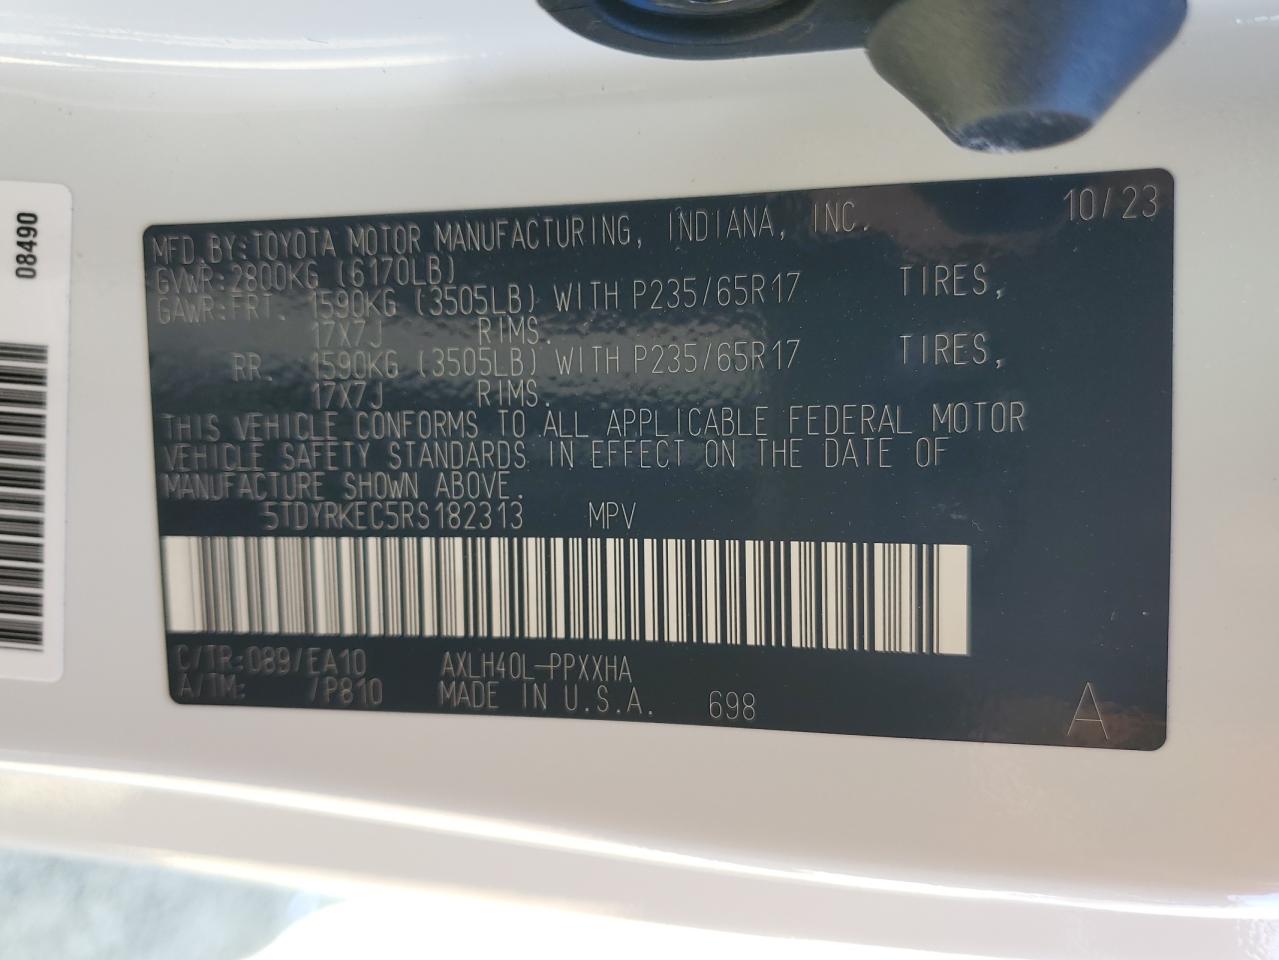 08490
MFD.BY:TOYOTA MOTOR MANUFACTURING, INDIANA, INC. 10/23
GVWR:2800KG (6170LB)
GAWR:FRT. 1590KG (3505LB) WITH P235/65R17 TIRES,
17X7J RIMS.
RR. 1590KG (3505LB) WITH P235/65R17 TIRES,
17X7J RIMS.
THIS VEHICLE CONFORMS TO ALL APPLICABLE FEDERAL MOTOR
VEHICLE SAFETY STANDARDS IN EFFECT ON THE DATE OF
MANUFACTURE SHOWN ABOVE.
5TDYRKEC5RS182313 MPV
C/TR:089/EA10 AXLH40L-PPXXHA
A/TM: /P810 MADE IN U.S.A. 698 A